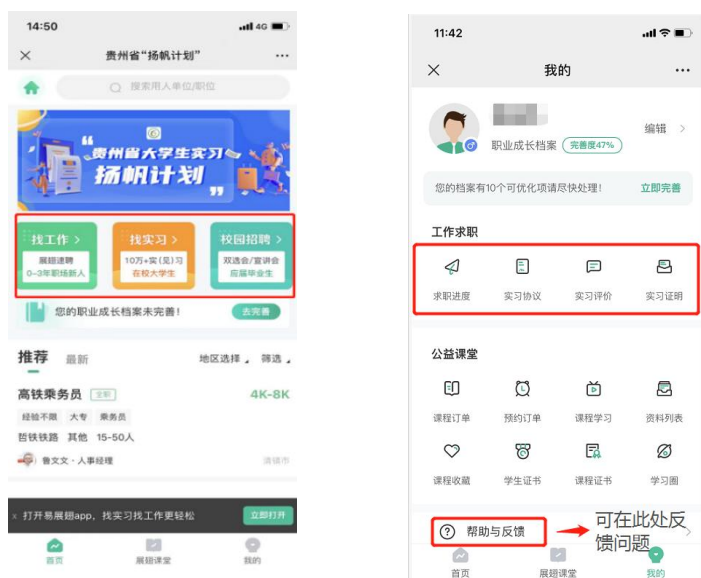 14:50
4G
贵州省“扬帆计划”
搜索用人单位/职位
贵州省大学生实习
扬帆计划
找工作 >
展翅速聘
0-3年职场新人
找实习 >
10万+实(见)习
在校大学生
校园招聘 >
双选会/宣讲会
应届毕业生
您的职业成长档案未完善!
去完善
推荐
最新
地区选择
筛选
高铁乘务员
全职
4K-8K
经验不限 大专 乘务员
哲铁铁路 其他 15-50人
鲁文文 · 人事经理
清镇市
× 打开易展翅app,找实习找工作更轻松
立即打开
首页
展翅课堂
我的
11:42
我的
编辑 >
职业成长档案
完善度47%
您的档案有10个可优化项请尽快处理!
立即完善
工作求职
求职进度
实习协议
实习评价
实习证明
公益课堂
课程订单
预约订单
课程学习
资料列表
课程收藏
学生证书
课程证书
学习圈
帮助与反馈
可在此处反
馈问题
首页
展翅课堂
我的